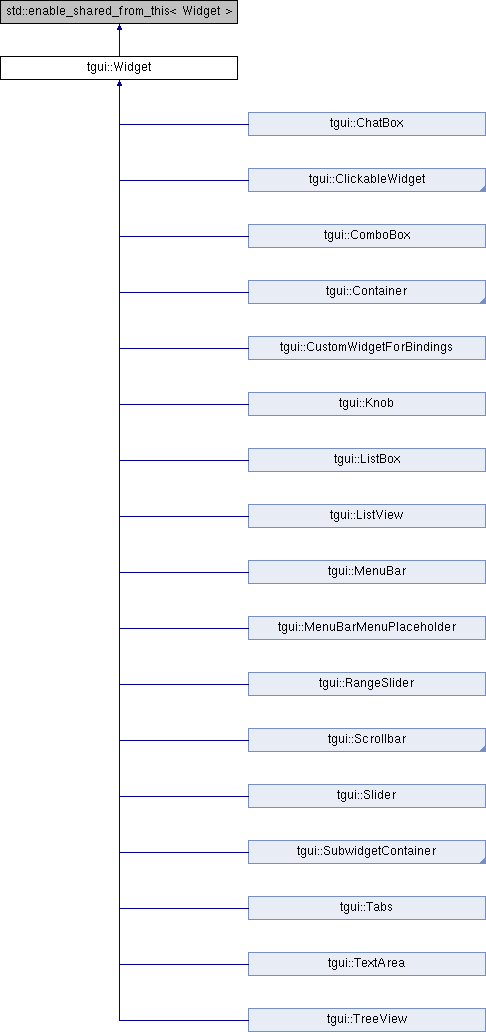 std::enable_shared_from_this< Widget >
tgui::Widget
tgui::ChatBox
tgui::ClickableWidget
tgui::ComboBox
tgui::Container
tgui::CustomWidgetForBindings
tgui::Knob
tgui::ListBox
tgui::ListView
tgui::MenuBar
tgui::MenuBarMenuPlaceholder
tgui::RangeSlider
tgui::Scrollbar
tgui::Slider
tgui::SubwidgetContainer
tgui::Tabs
tgui::TextArea
tgui::TreeView